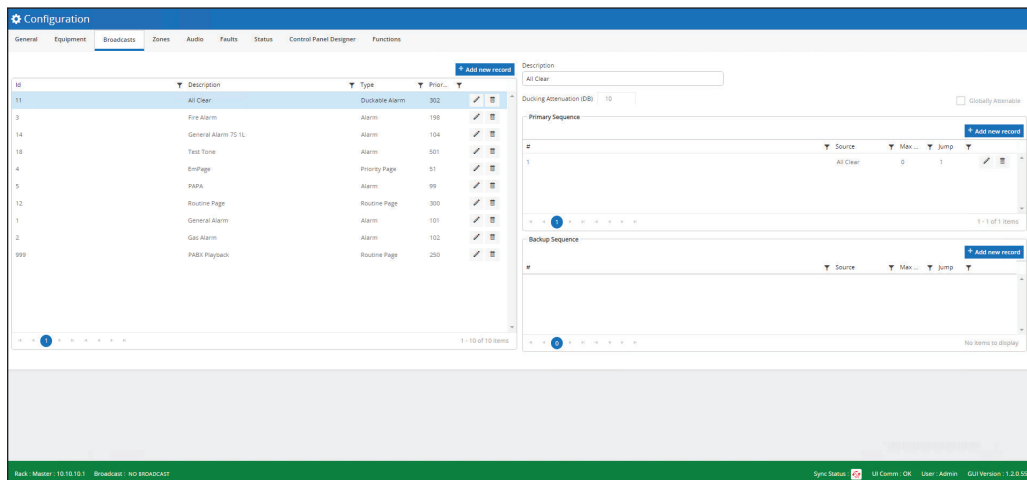 Configuration
General Equipment Broadcasts Zones Audio Faults Status Control Panel Designer Functions
+ Add new record
Id Description Type Prior...
11 All Clear Duckable Alarm 302
3 Fire Alarm Alarm 198
14 General Alarm 7S 1L Alarm 104
18 Test Tone Alarm 501
4 EmPage Priority Page 51
5 PAPA Alarm 99
12 Routine Page Routine Page 300
1 General Alarm Alarm 101
2 Gas Alarm Alarm 102
999 PABX Playback Routine Page 250
1 1 - 10 of 10 items
Description
All Clear
Ducking Attenuation (DB) 10 Globally Attenable
Primary Sequence
+ Add new record
# Source Max ... Jump
1 All Clear 0 1
1 1 - 1 of 1 items
Backup Sequence
+ Add new record
# Source Max ... Jump
0 No items to display
Rack : Master : 10.10.10.1 Broadcast : NO BROADCAST Sync Status : UI Comm : OK User : Admin GUI Version : 1.2.0.55